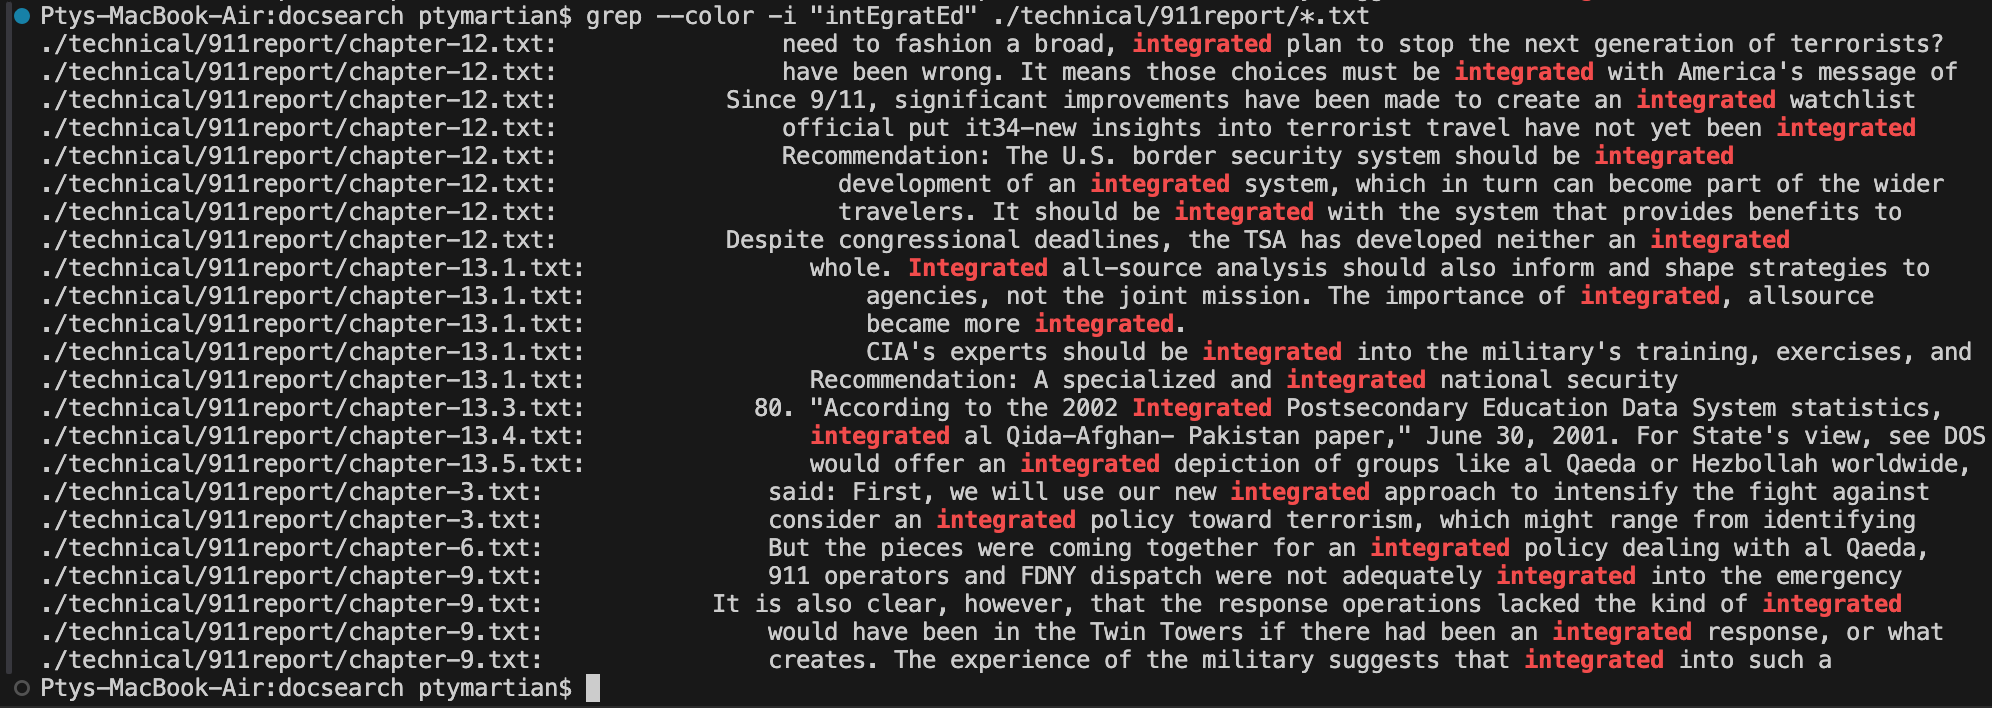 Ptys-MacBook-Air:docsearch ptymartian$ grep --color -i "intEgratEd" ./technical/911report/*.txt
./technical/911report/chapter-12.txt:                need to fashion a broad, integrated plan to stop the next generation of terrorists?
./technical/911report/chapter-12.txt:                have been wrong. It means those choices must be integrated with America's message of
./technical/911report/chapter-12.txt:            Since 9/11, significant improvements have been made to create an integrated watchlist
./technical/911report/chapter-12.txt:                official put it34-new insights into terrorist travel have not yet been integrated
./technical/911report/chapter-12.txt:                Recommendation: The U.S. border security system should be integrated
./technical/911report/chapter-12.txt:                    development of an integrated system, which in turn can become part of the wider
./technical/911report/chapter-12.txt:                    travelers. It should be integrated with the system that provides benefits to
./technical/911report/chapter-12.txt:            Despite congressional deadlines, the TSA has developed neither an integrated
./technical/911report/chapter-13.1.txt:                whole. Integrated all-source analysis should also inform and shape strategies to
./technical/911report/chapter-13.1.txt:                    agencies, not the joint mission. The importance of integrated, allsource
./technical/911report/chapter-13.1.txt:                    became more integrated.
./technical/911report/chapter-13.1.txt:                    CIA's experts should be integrated into the military's training, exercises, and
./technical/911report/chapter-13.1.txt:                Recommendation: A specialized and integrated national security
./technical/911report/chapter-13.3.txt:            80. "According to the 2002 Integrated Postsecondary Education Data System statistics,
./technical/911report/chapter-13.4.txt:                integrated al Qida-Afghan- Pakistan paper," June 30, 2001. For State's view, see DOS
./technical/911report/chapter-13.5.txt:                would offer an integrated depiction of groups like al Qaeda or Hezbollah worldwide,
./technical/911report/chapter-3.txt:                said: First, we will use our new integrated approach to intensify the fight against
./technical/911report/chapter-3.txt:                consider an integrated policy toward terrorism, which might range from identifying
./technical/911report/chapter-6.txt:                But the pieces were coming together for an integrated policy dealing with al Qaeda,
./technical/911report/chapter-9.txt:                911 operators and FDNY dispatch were not adequately integrated into the emergency
./technical/911report/chapter-9.txt:            It is also clear, however, that the response operations lacked the kind of integrated
./technical/911report/chapter-9.txt:                would have been in the Twin Towers if there had been an integrated response, or what
./technical/911report/chapter-9.txt:                creates. The experience of the military suggests that integrated into such a
Ptys-MacBook-Air:docsearch ptymartian$